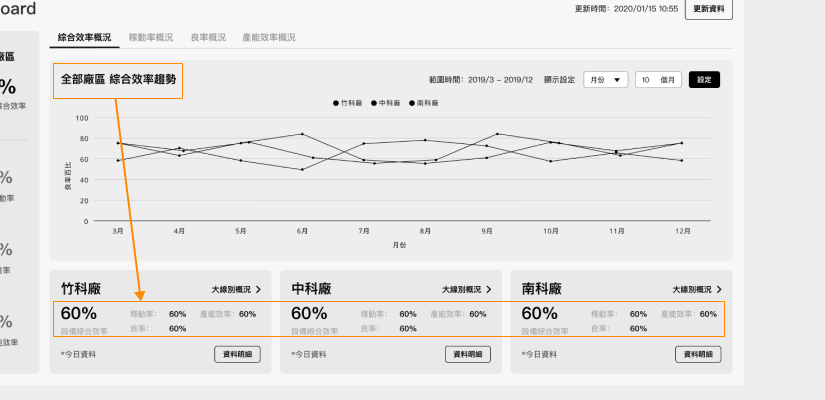 oard
更新時間：2020/01/15 10:55
更新資料
綜合效率概況 稼動率概況 良率概況 產能效率概況
廠區
%
綜合效率
%
動率
%
率
%
效率
全部廠區 綜合效率趨勢
範圍時間：2019/3 – 2019/12 顯示設定 月份 ▼ 10 個月 設定
●竹科廠 ●中科廠 ●南科廠
100
80
60
40
20
0
良率百比
3月 4月 5月 6月 7月 8月 9月 10月 11月 12月
月份
竹科廠 大線別概況 >
60% 稼動率： 60% 產能效率：60%
設備綜合效率 良率： 60%
*今日資料 資料明細
中科廠 大線別概況 >
60% 稼動率： 60% 產能效率：60%
設備綜合效率 良率： 60%
*今日資料 資料明細
南科廠 大線別概況 >
60% 稼動率： 60% 產能效率：60%
設備綜合效率 良率： 60%
*今日資料 資料明細